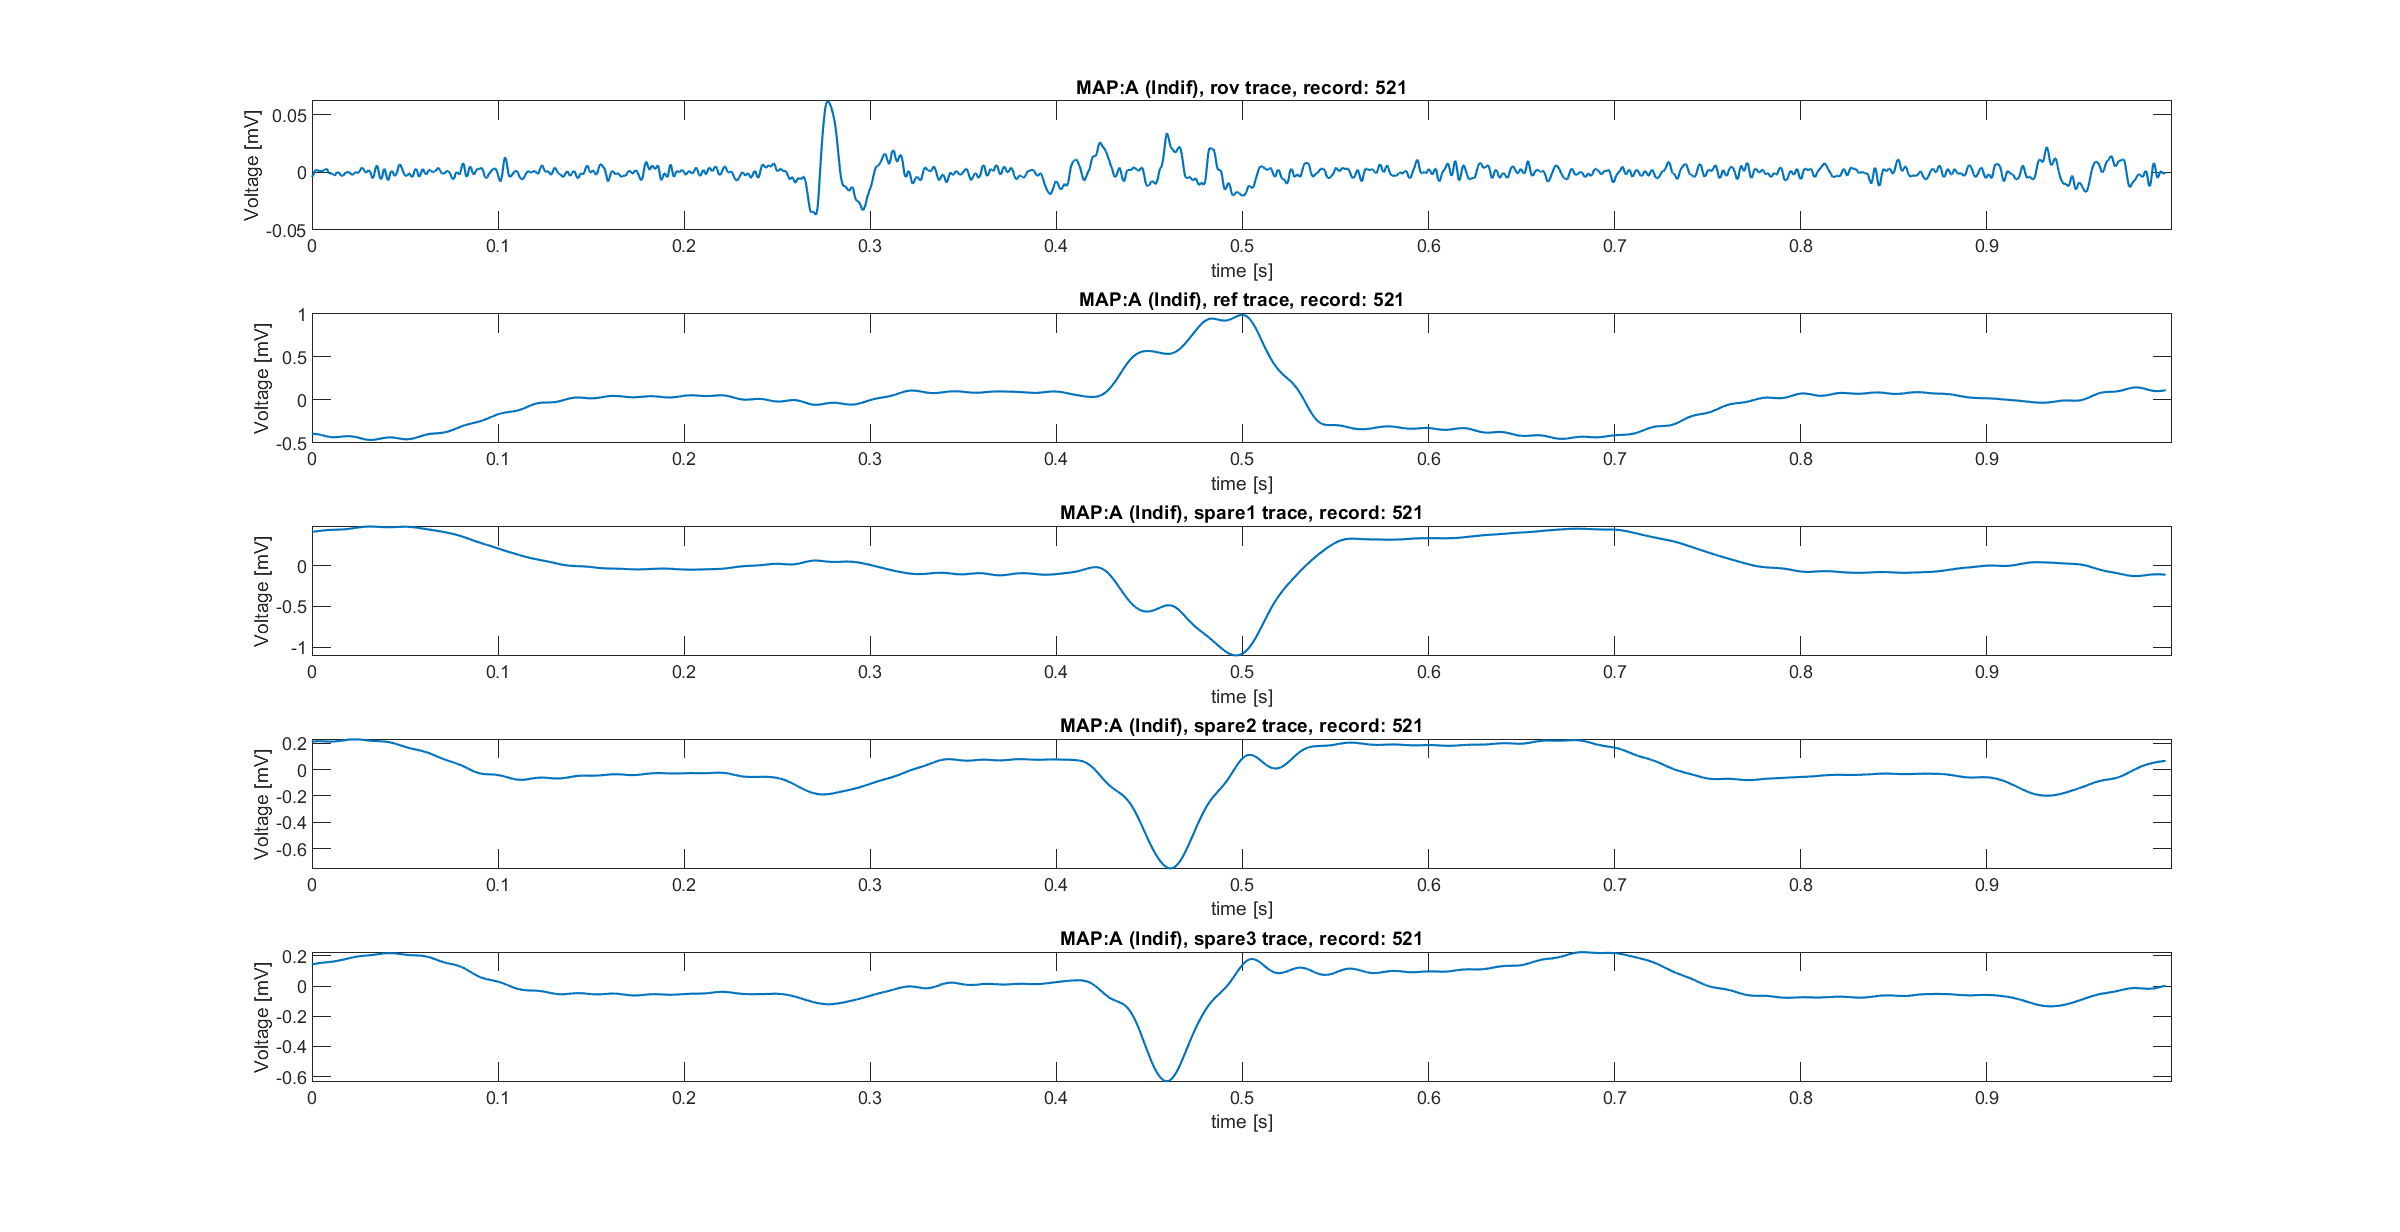 MAP:A (Indif), rov trace, record: 521
Voltage [mV]
0.05
0
-0.05
0 0.1 0.2 0.3 0.4 0.5 0.6 0.7 0.8 0.9
time [s]
MAP:A (Indif), ref trace, record: 521
Voltage [mV]
1
0.5
0
-0.5
0 0.1 0.2 0.3 0.4 0.5 0.6 0.7 0.8 0.9
time [s]
MAP:A (Indif), spare1 trace, record: 521
Voltage [mV]
0
-0.5
-1
0 0.1 0.2 0.3 0.4 0.5 0.6 0.7 0.8 0.9
time [s]
MAP:A (Indif), spare2 trace, record: 521
Voltage [mV]
0.2
0
-0.2
-0.4
-0.6
0 0.1 0.2 0.3 0.4 0.5 0.6 0.7 0.8 0.9
time [s]
MAP:A (Indif), spare3 trace, record: 521
Voltage [mV]
0.2
0
-0.2
-0.4
-0.6
0 0.1 0.2 0.3 0.4 0.5 0.6 0.7 0.8 0.9
time [s]